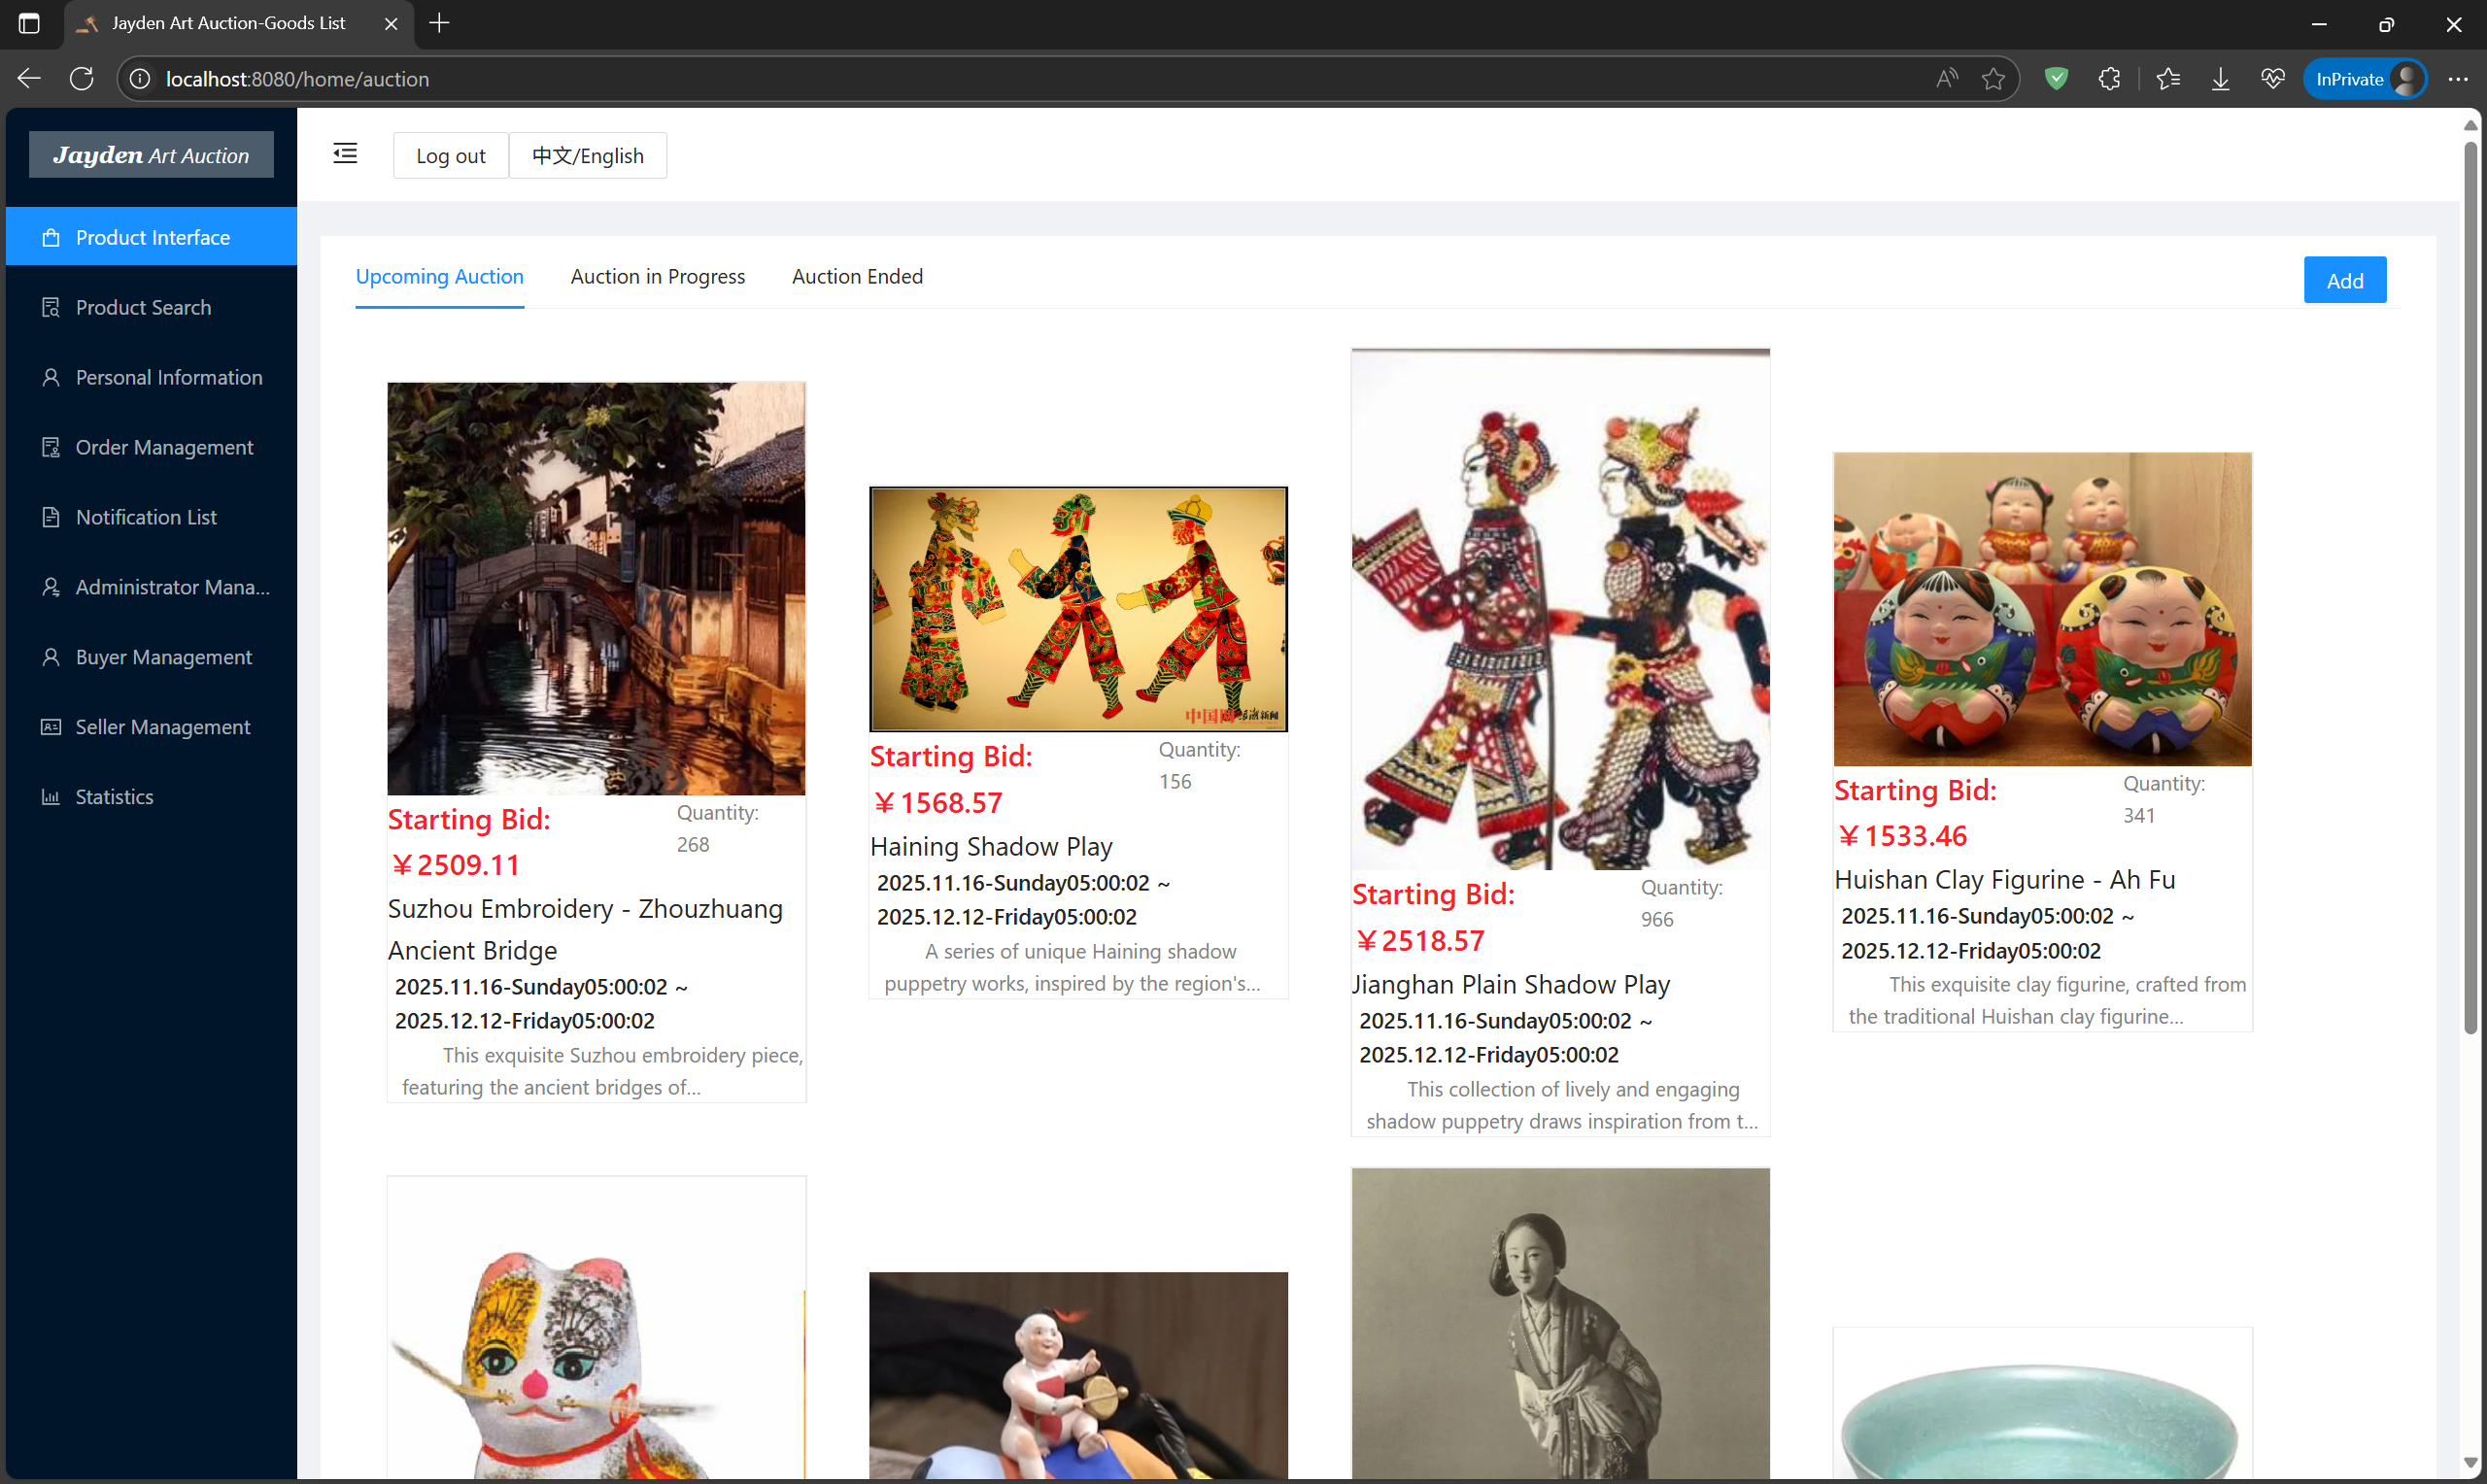 Jayden Art Auction-Goods List
localhost:8080/home/auction
InPrivate
Jayden Art Auction
Log out
中文/English
Product Interface
Product Search
Personal Information
Order Management
Notification List
Administrator Mana...
Buyer Management
Seller Management
Statistics
Upcoming Auction
Auction in Progress
Auction Ended
Add
Starting Bid:
￥2509.11
Quantity:
268
Suzhou Embroidery - Zhouzhuang
Ancient Bridge
2025.11.16-Sunday05:00:02 ~
2025.12.12-Friday05:00:02
This exquisite Suzhou embroidery piece,
featuring the ancient bridges of...
中国网
Starting Bid:
￥1568.57
Quantity:
156
Haining Shadow Play
2025.11.16-Sunday05:00:02 ~
2025.12.12-Friday05:00:02
A series of unique Haining shadow
puppetry works, inspired by the region's...
Starting Bid:
￥2518.57
Quantity:
966
Jianghan Plain Shadow Play
2025.11.16-Sunday05:00:02 ~
2025.12.12-Friday05:00:02
This collection of lively and engaging
shadow puppetry draws inspiration from t...
Starting Bid:
￥1533.46
Quantity:
341
Huishan Clay Figurine - Ah Fu
2025.11.16-Sunday05:00:02 ~
2025.12.12-Friday05:00:02
This exquisite clay figurine, crafted from
the traditional Huishan clay figurine...